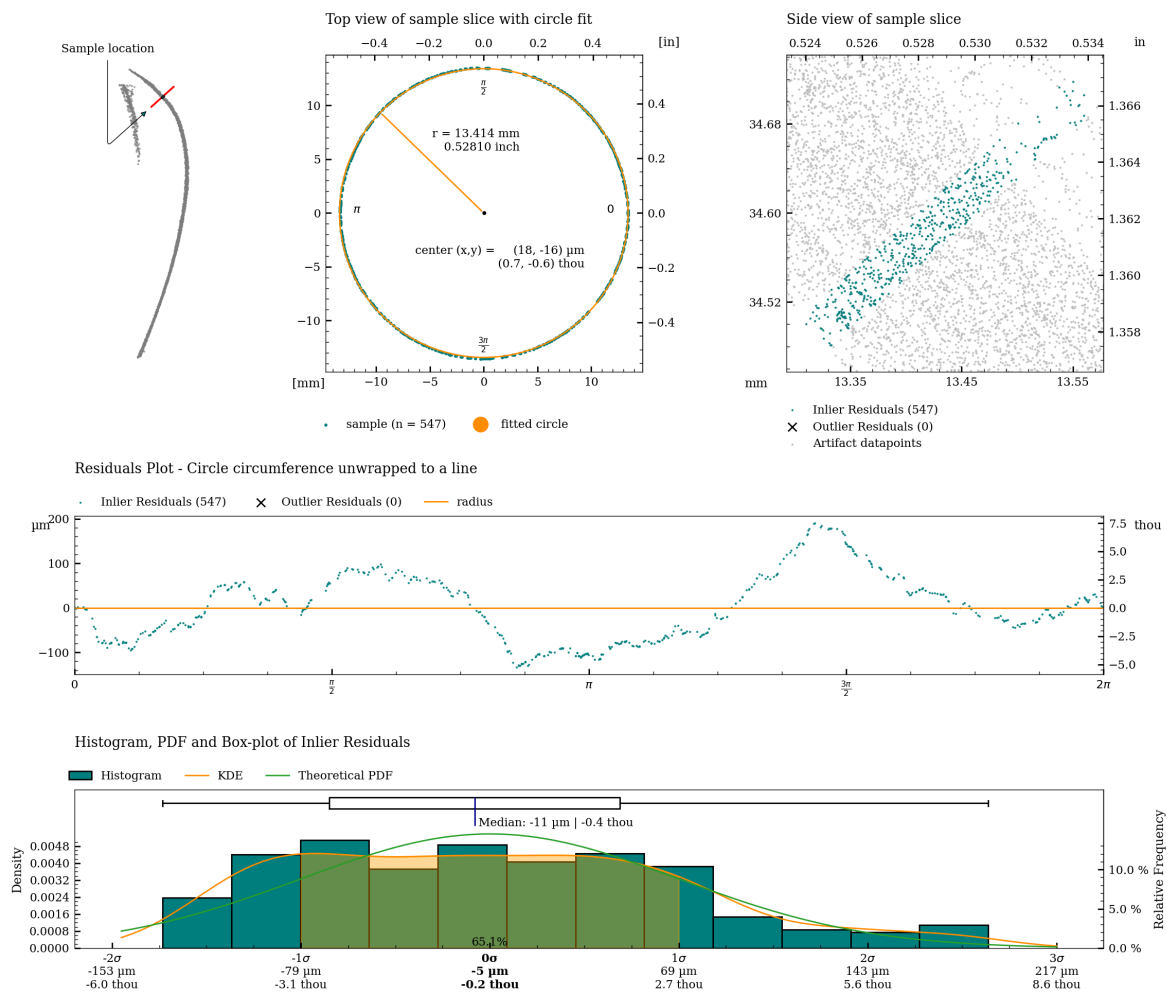 Sample location
Top view of sample slice with circle fit
−0.4 −0.2 0.0 0.2 0.4 [in]
π/2
10
5
0
−5
−10
0.4
0.2
0.0
−0.2
−0.4
r = 13.414 mm
0.52810 inch
π
0
center (x,y) = (18, -16) µm
(0.7, -0.6) thou
3π/2
[mm] −10 −5 0 5 10
sample (n = 547) fitted circle
Side view of sample slice
0.524 0.526 0.528 0.530 0.532 0.534 in
34.68
34.60
34.52
1.366
1.364
1.362
1.360
1.358
mm 13.35 13.45 13.55
Inlier Residuals (547)
Outlier Residuals (0)
Artifact datapoints
Residuals Plot - Circle circumference unwrapped to a line
Inlier Residuals (547) Outlier Residuals (0) radius
µm 200
100
0
−100
7.5 thou
5.0
2.5
0.0
−2.5
−5.0
0 π/2 π 3π/2 2π
Histogram, PDF and Box-plot of Inlier Residuals
Histogram KDE Theoretical PDF
Median: -11 µm | -0.4 thou
Density
0.0048
0.0040
0.0032
0.0024
0.0016
0.0008
0.0000
10.0 %
5.0 %
0.0 %
Relative Frequency
65.1%
-2σ -1σ 0σ 1σ 2σ 3σ
-153 µm -79 µm -5 µm 69 µm 143 µm 217 µm
-6.0 thou -3.1 thou -0.2 thou 2.7 thou 5.6 thou 8.6 thou